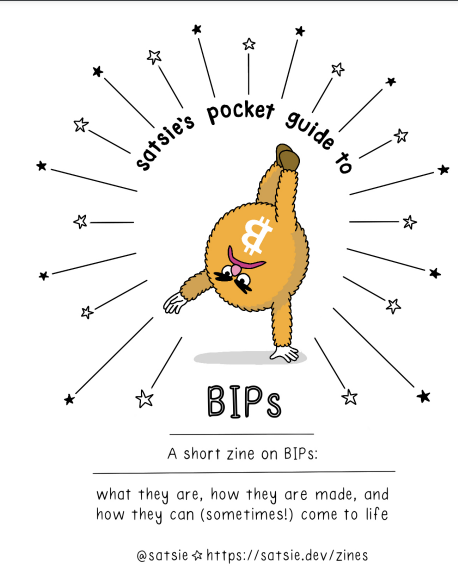 satsie's pocket guide to
BIPs
A short zine on BIPs:
what they are, how they are made, and
how they can (sometimes!) come to life
@satsie ☆ https://satsie.dev/zines